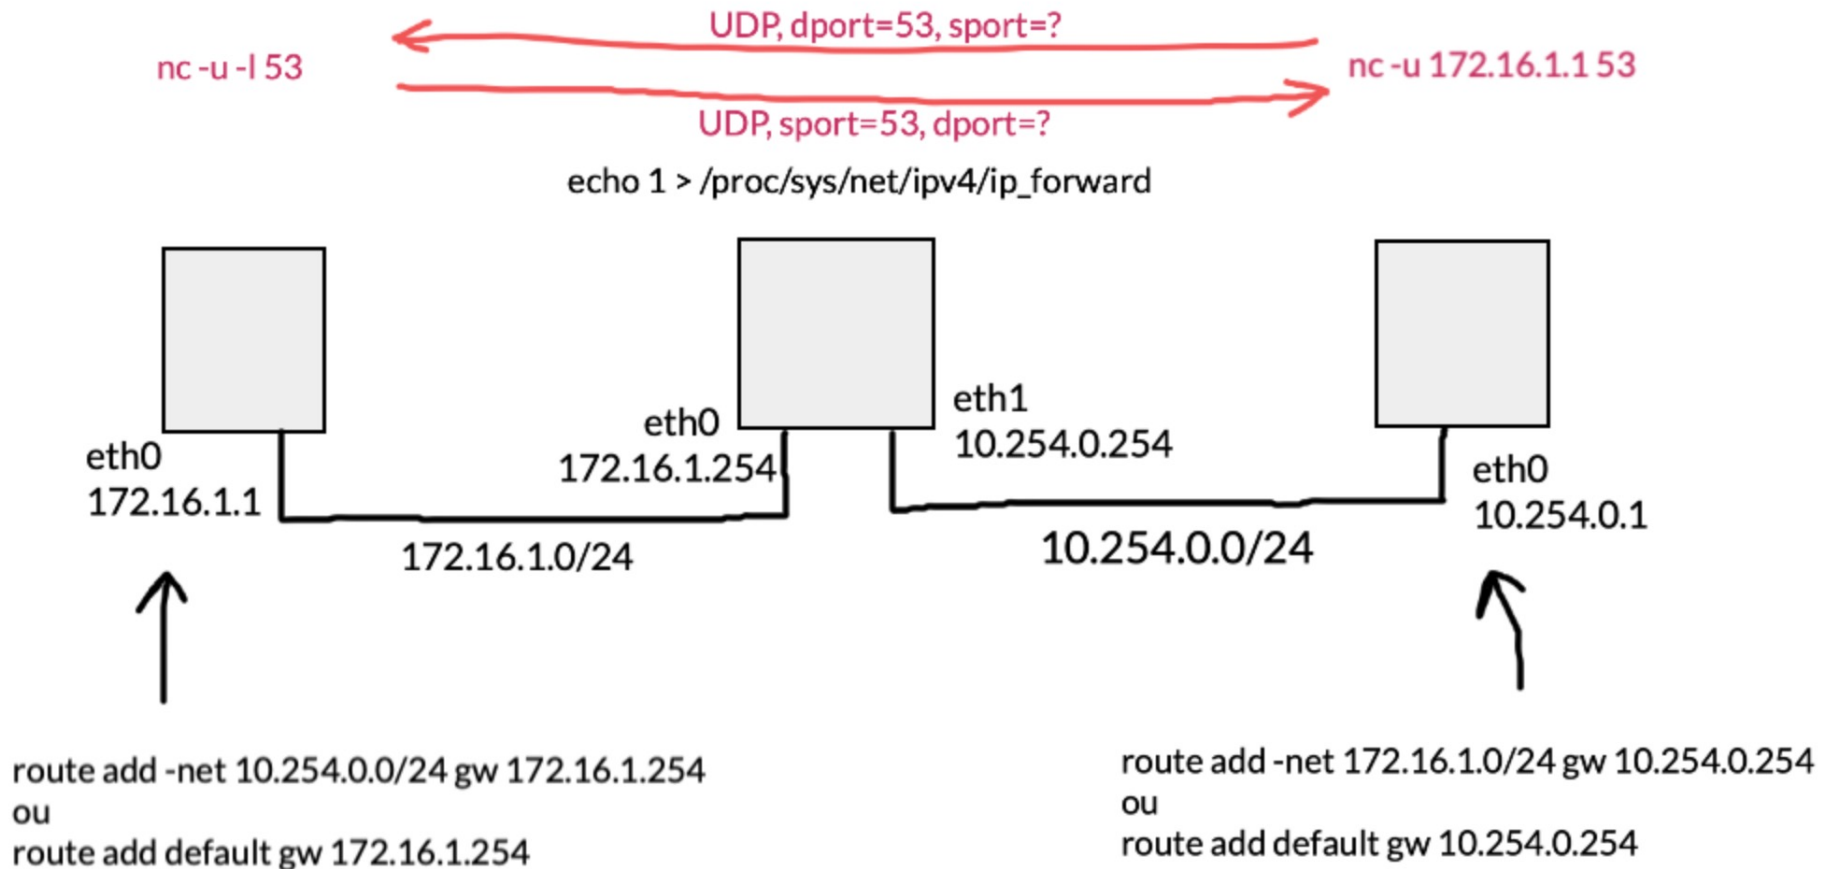 UDP, dport=53, sport=?
nc -u -l 53
nc -u 172.16.1.1 53
UDP, sport=53, dport=?
echo 1 > /proc/sys/net/ipv4/ip_forward
eth0
172.16.1.1
eth0
172.16.1.254
eth1
10.254.0.254
eth0
10.254.0.1
172.16.1.0/24
10.254.0.0/24
route add -net 10.254.0.0/24 gw 172.16.1.254
ou
route add default gw 172.16.1.254
route add -net 172.16.1.0/24 gw 10.254.0.254
ou
route add default gw 10.254.0.254